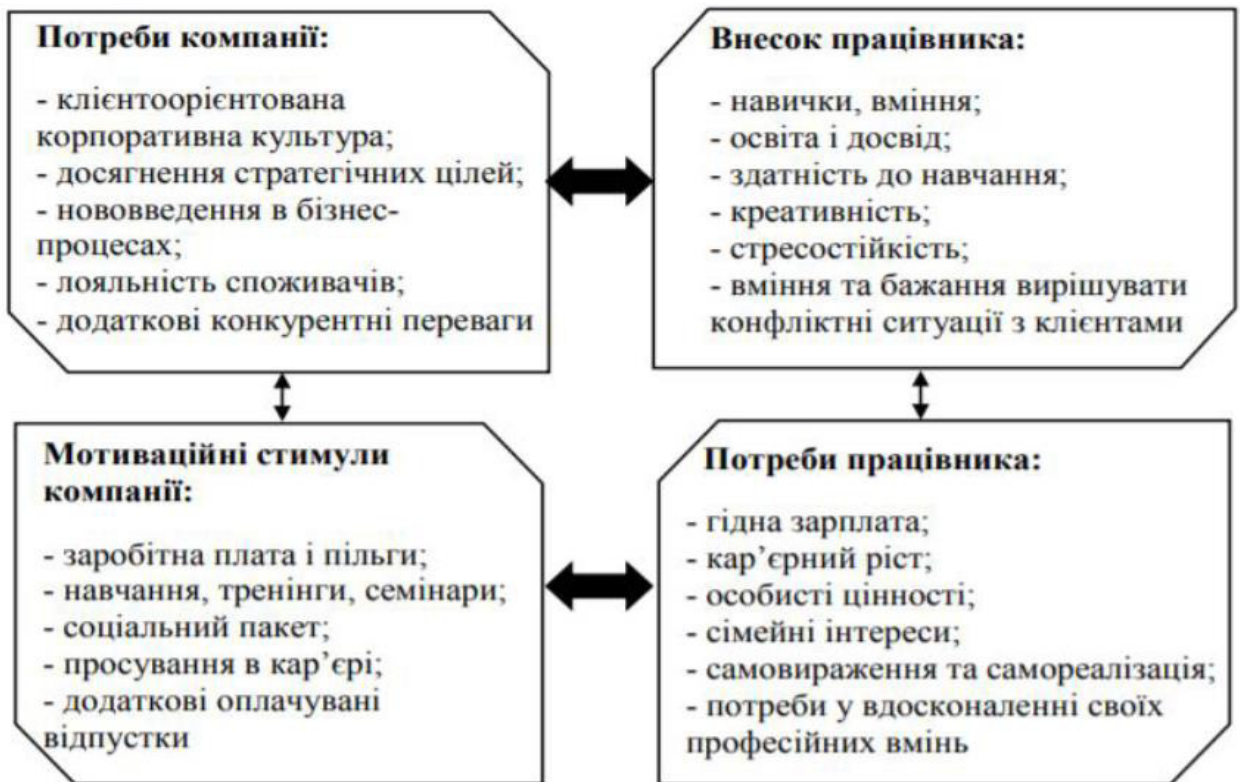 Потреби компанії:
- клієнтоорієнтована
корпоративна культура;
- досягнення стратегічних цілей;
- нововведення в бізнес-
процесах;
- лояльність споживачів;
- додаткові конкурентні переваги
Внесок працівника:
- навички, вміння;
- освіта і досвід;
- здатність до навчання;
- креативність;
- стресостійкість;
- вміння та бажання вирішувати
конфліктні ситуації з клієнтами
Мотиваційні стимули
компанії:
- заробітна плата і пільги;
- навчання, тренінги, семінари;
- соціальний пакет;
- просування в кар’єрі;
- додаткові оплачувані
відпустки
Потреби працівника:
- гідна зарплата;
- кар’єрний ріст;
- особисті цінності;
- сімейні інтереси;
- самовираження та самореалізація;
- потреби у вдосконаленні своїх
професійних вмінь